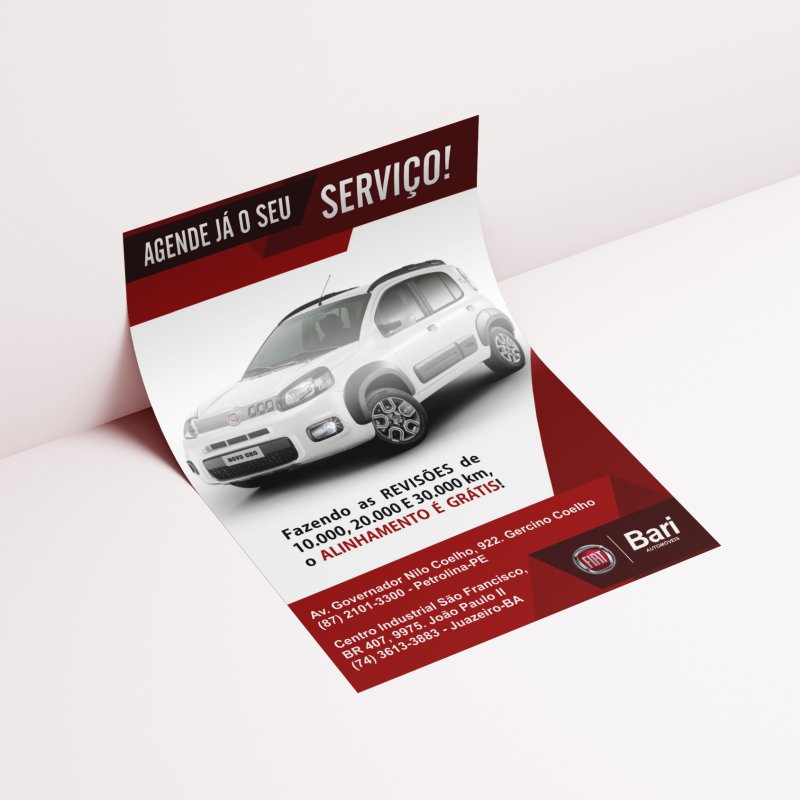 AGENDE JÁ O SEU SERVIÇO!
NOVO UNO
Fazendo as REVISÕES de
10.000, 20.000 E 30.000 km,
o ALINHAMENTO É GRÁTIS!
Av. Governador Nilo Coelho, 922. Gercino Coelho
(87) 2101-3300 - Petrolina-PE
Centro Industrial São Francisco,
BR 407, 9975. João Paulo II
(74) 3613-3883 - Juazeiro-BA
FIAT
Bari
AUTOMÓVEIS